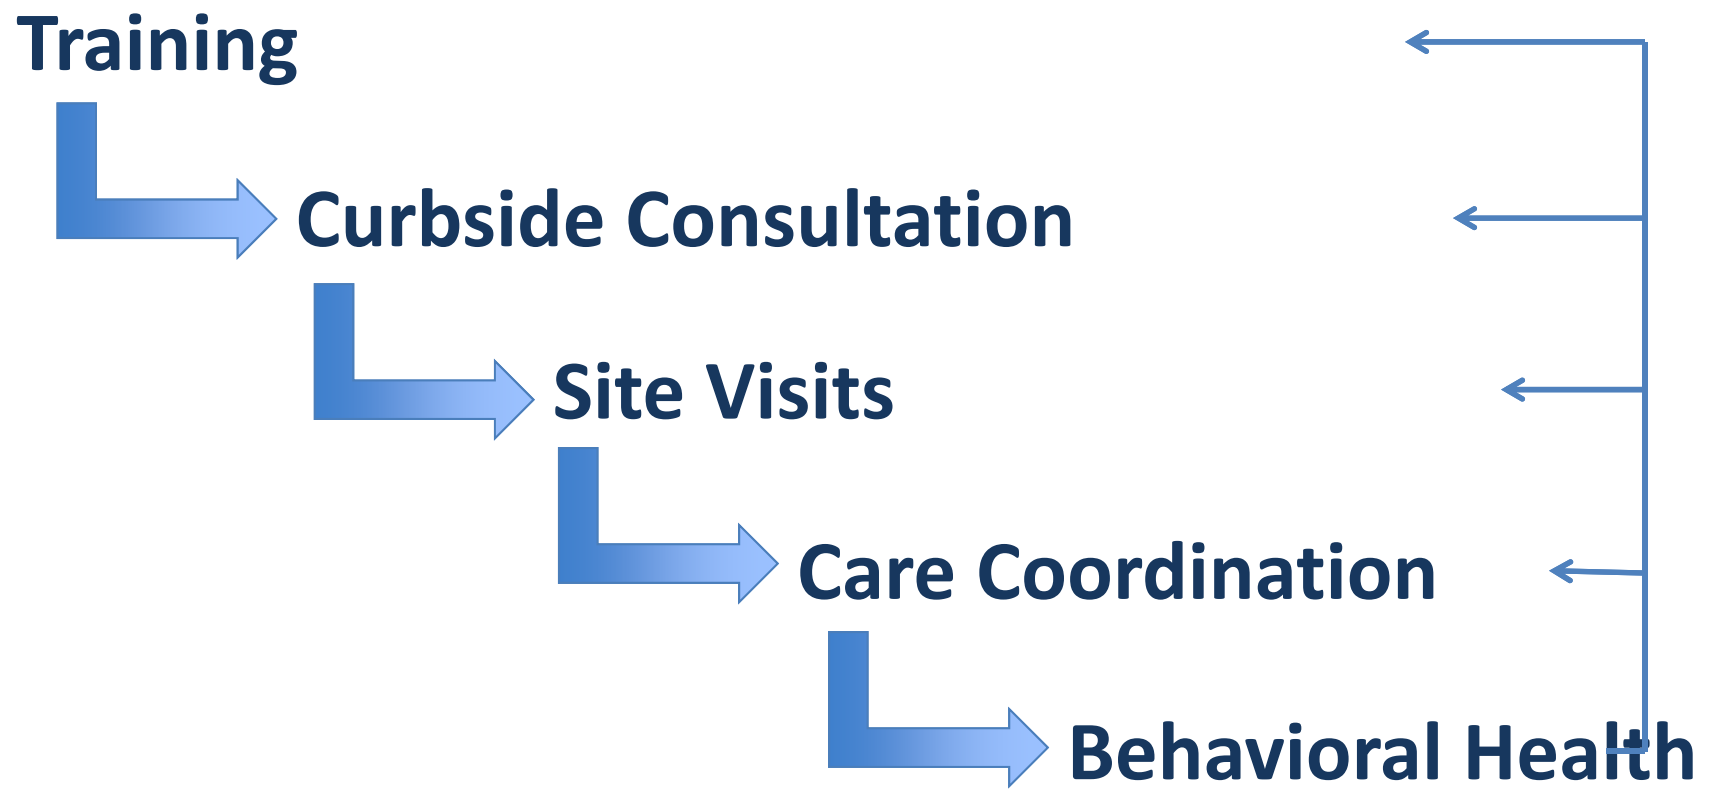 Training
Curbside Consultation
Site Visits
Care Coordination
Behavioral Health